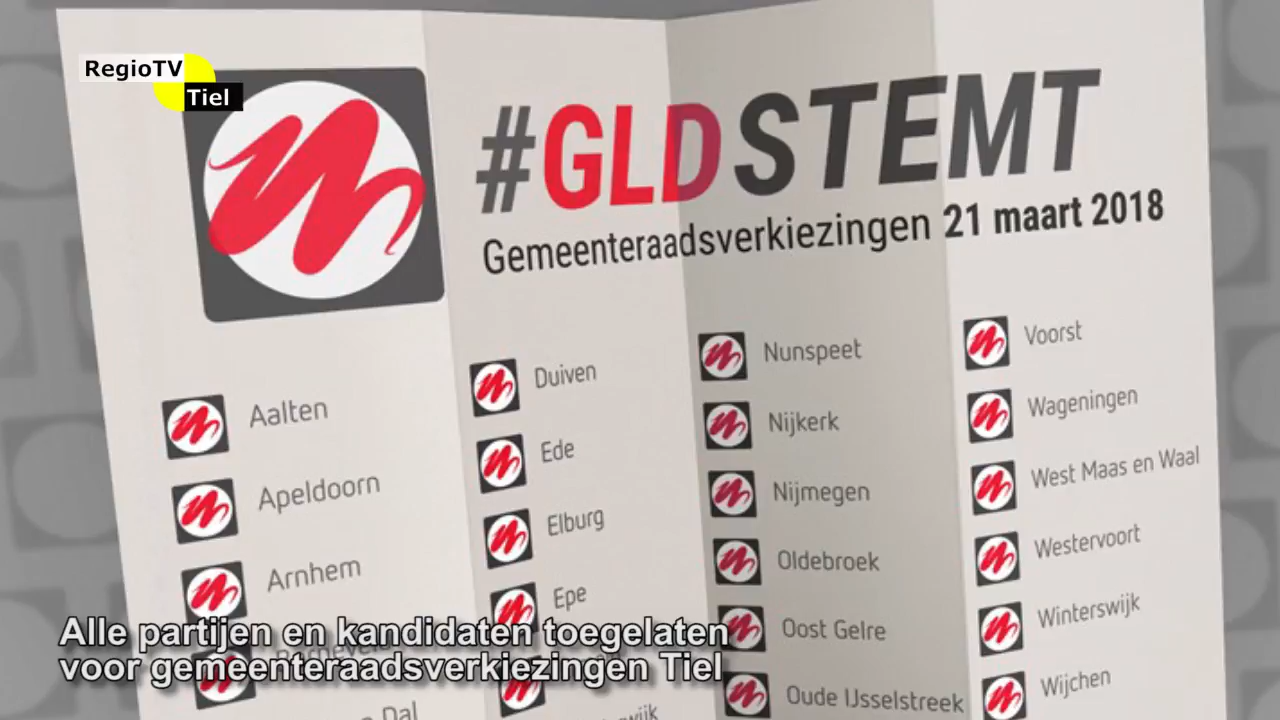 RegioTV
Tiel
#GLDSTEMT
Gemeenteraadsverkiezingen 21 maart 2018
Aalten
Apeldoorn
Arnhem
Duiven
Ede
Elburg
Epe
Nunspeet
Nijkerk
Nijmegen
Oldebroek
Oost Gelre
Oude IJsselstreek
Voorst
Wageningen
West Maas en Waal
Westervoort
Winterswijk
Wijchen
Alle partijen en kandidaten toegelaten
voor gemeenteraadsverkiezingen Tiel